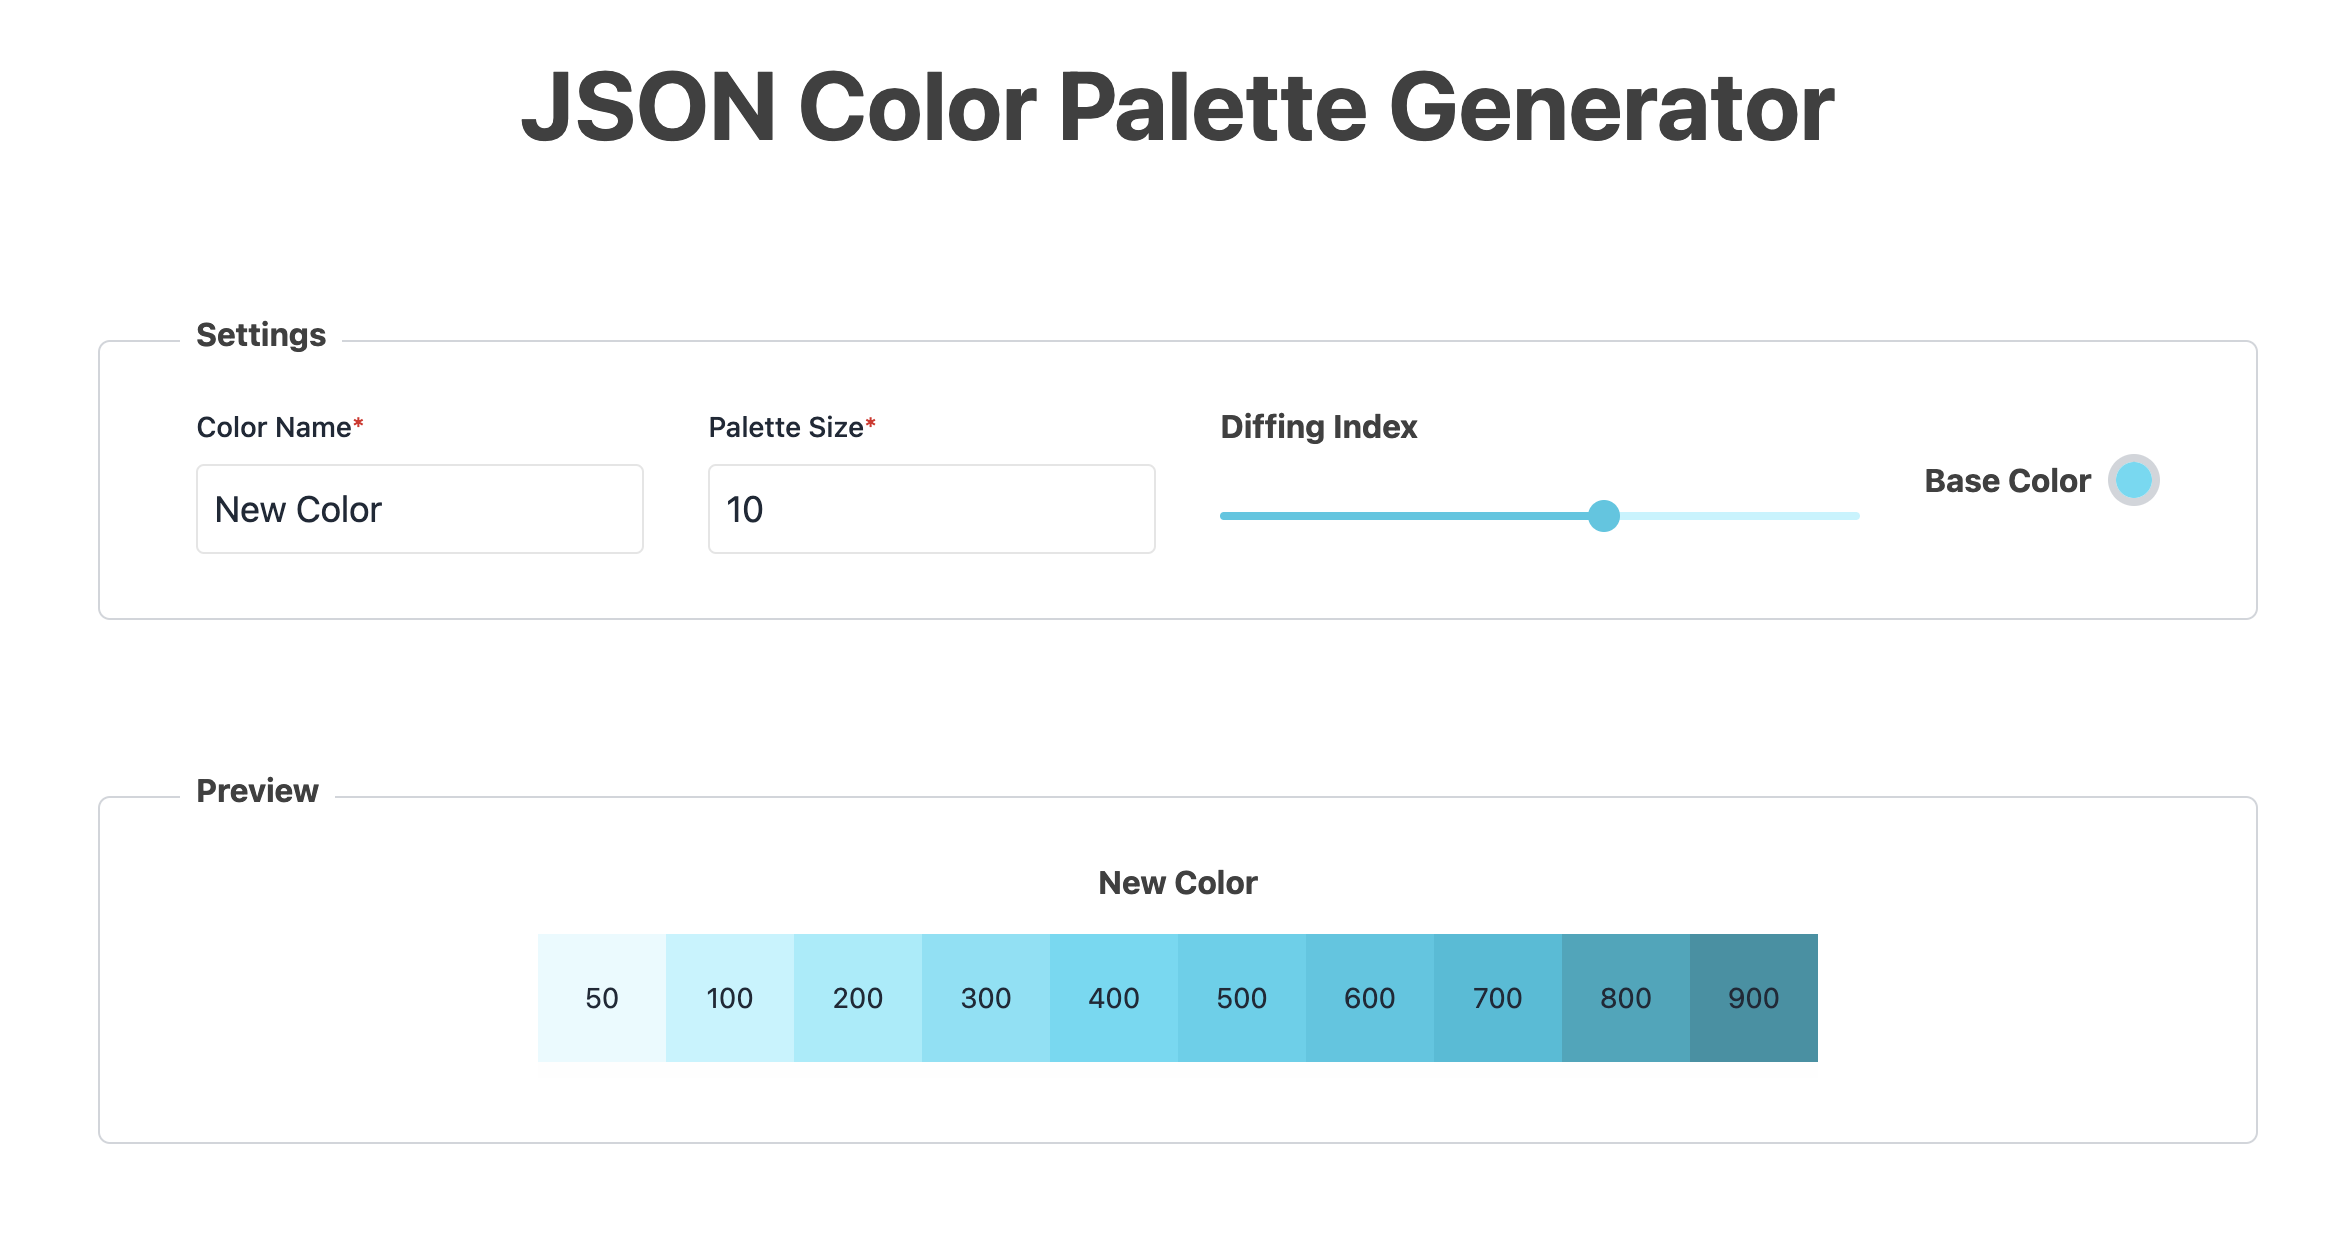 JSON Color Palette Generator
Settings
Color Name*
Palette Size*
Diffing Index
New Color
10
Base Color
Preview
New Color
50 100 200 300 400 500 600 700 800 900